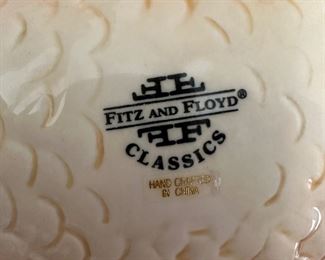 FITZ AND FLOYD®
CLASSICS
HAND CRAFTED
IN CHINA